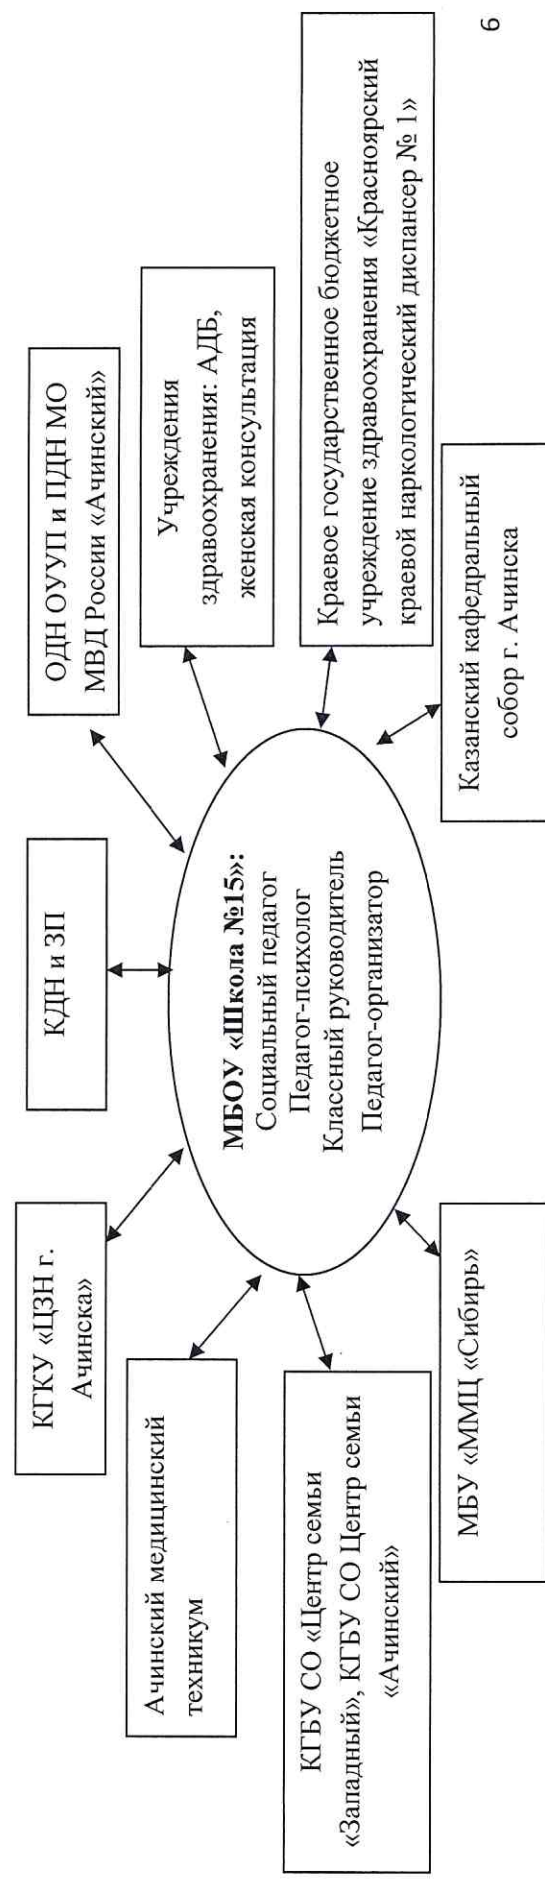 КГКУ «ЦЗН г.
Ачинска»
КДН и ЗП
ОДН ОУУП и ПДН МО
МВД России «Ачинский»
Ачинский медицинский
техникум
Учреждения
здравоохранения: АДБ,
женская консультация
МБОУ «Школа №15»:
Социальный педагог
Педагог-психолог
Классный руководитель
Педагог-организатор
КГБУ СО «Центр семьи
«Западный», КГБУ СО Центр семьи
«Ачинский»
Краевое государственное бюджетное
учреждение здравоохранения «Красноярский
краевой наркологический диспансер № 1»
МБУ «ММЦ «Сибирь»
Казанский кафедральный
собор г. Ачинска
6